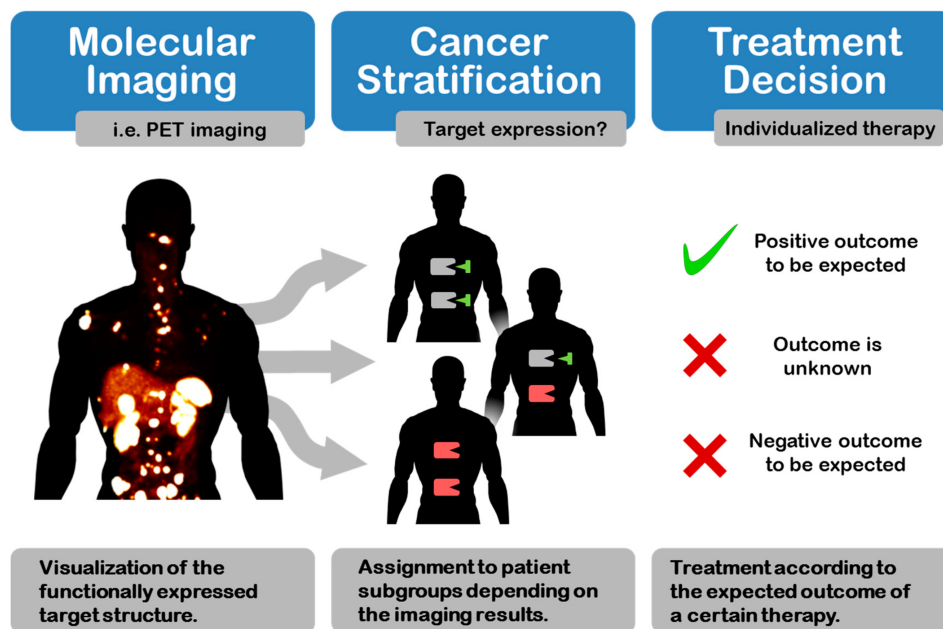 Molecular
Imaging
i.e. PET imaging
Cancer
Stratification
Target expression?
Treatment
Decision
Individualized therapy
Positive outcome
to be expected
Outcome is
unknown
Negative outcome
to be expected
Visualization of the
functionally expressed
target structure.
Assignment to patient
subgroups depending on
the imaging results.
Treatment according to
the expected outcome of
a certain therapy.